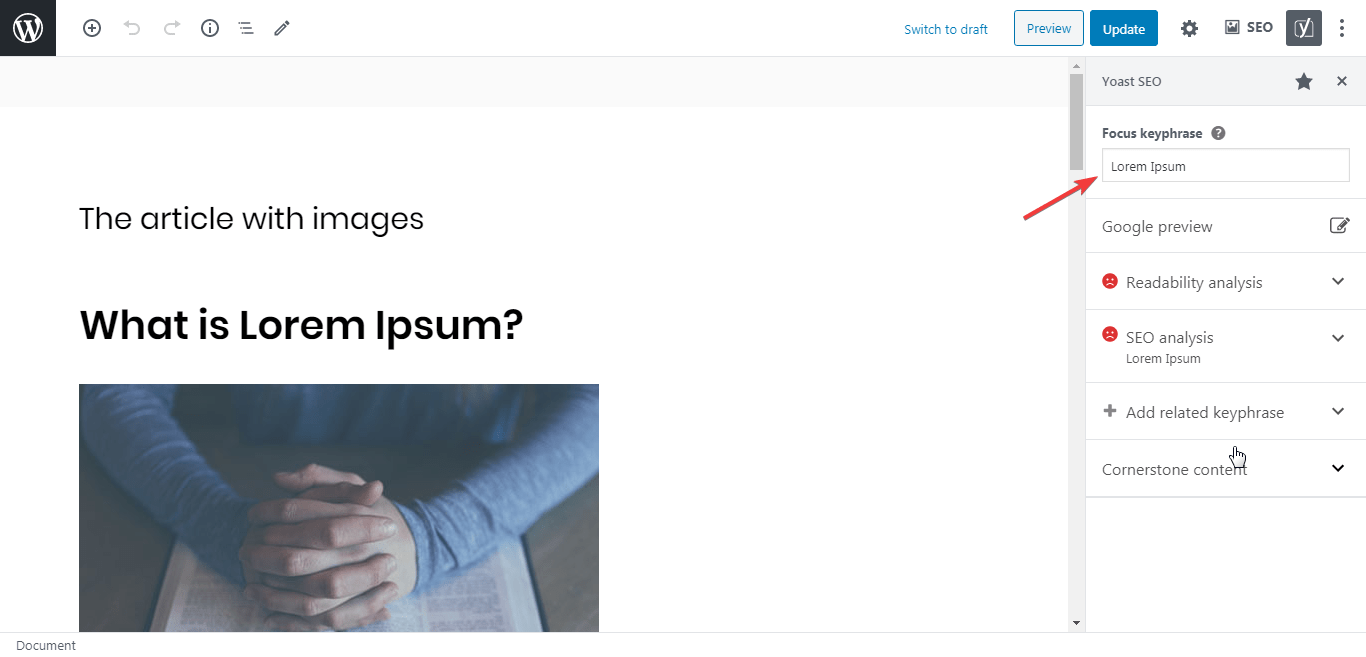 Switch to draft
Preview
Update
SEO
Yoast SEO
Focus keyphrase
Lorem Ipsum
The article with images
Google preview
What is Lorem Ipsum?
Readability analysis
SEO analysis
Lorem Ipsum
Add related keyphrase
Cornerstone content
Document